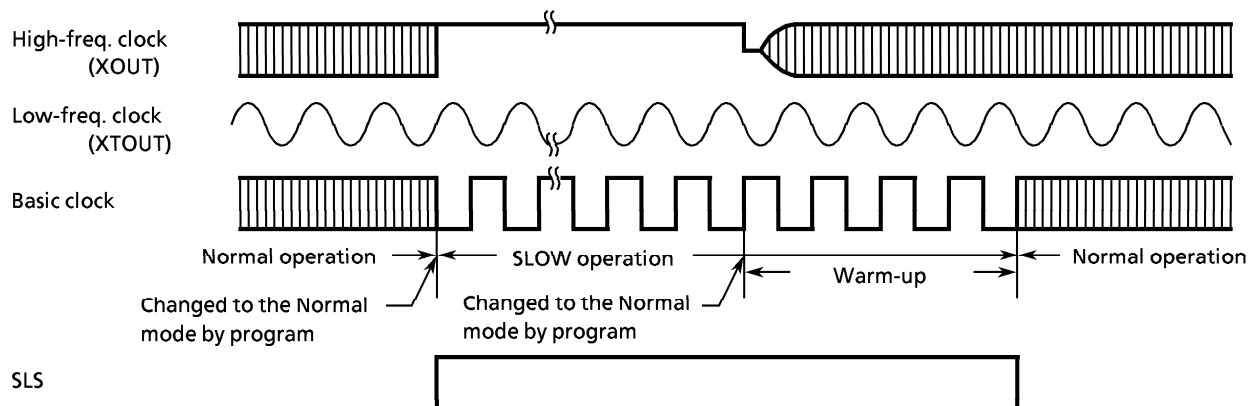 High-freq. clock
(XOUT)
Low-freq. clock
(XTOUT)
Basic clock
Normal operation
SLOW operation
Normal operation
Warm-up
Changed to the Normal
mode by program
Changed to the Normal
mode by program
SLS